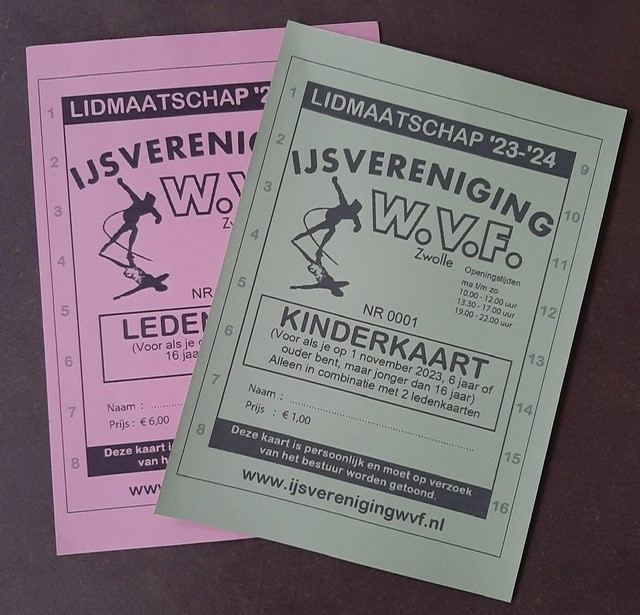 LIDMAATSCHAP '2
IJSVERENI
W.
Zw
NR
LEDEN
(Voor als je
16 jaa
Naam : ..............
Prijs : € 6,00
Deze kaart i
van h
www
1
2
3
4
5
6
7
8
LIDMAATSCHAP '23-'24
IJSVERENIGING
W.V.F.
Zwolle
Openingstijden
ma t/m zo
10.00 - 12.00 uur
13.30 - 17.00 uur
19.00 - 22.00 uur
NR 0001
KINDERKAART
(Voor als je op 1 november 2023, 6 jaar of
ouder bent, maar jonger dan 16 jaar)
Alleen in combinatie met 2 ledenkaarten
Naam : ..............................................
Prijs : € 1,00
Deze kaart is persoonlijk en moet op verzoek
van het bestuur worden getoond.
www.ijsverenigingwvf.nl
1
2
3
4
5
6
7
8
9
10
11
12
13
14
15
16